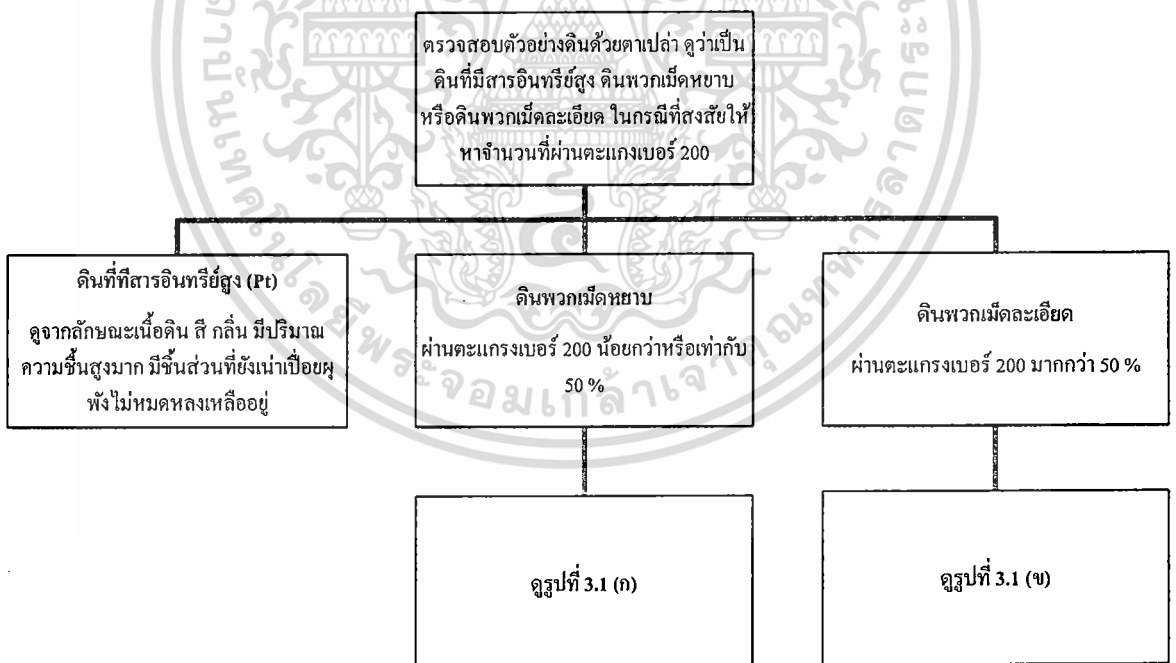 ตรวจสอบตัวอย่างดินด้วยตาเปล่า ดูว่าเป็น
ดินที่มีสารอินทรีย์สูง ดินพวกเม็ดหยาบ
หรือดินพวกเม็ดละเอียด ในกรณีที่สงสัยให้
หาจำนวนที่ผ่านตะแกงเบอร์ 200
ดินที่ทีสารอินทรีย์สูง (Pt)
ดูจากลักษณะเนื้อดิน สี กลิ่น มีปริมาณ
ความชื้นสูงมาก มีชิ้นส่วนที่ยังเน่าเปื่อยผุ
พังไม่หมดหลงเหลืออยู่
ดินพวกเม็ดหยาบ
ผ่านตะแกรงเบอร์ 200 น้อยกว่าหรือเท่ากับ
50 %
ดินพวกเม็ดละเอียด
ผ่านตะแกรงเบอร์ 200 มากกว่า 50 %
ดูรูปที่ 3.1 (ก)
ดูรูปที่ 3.1 (ข)